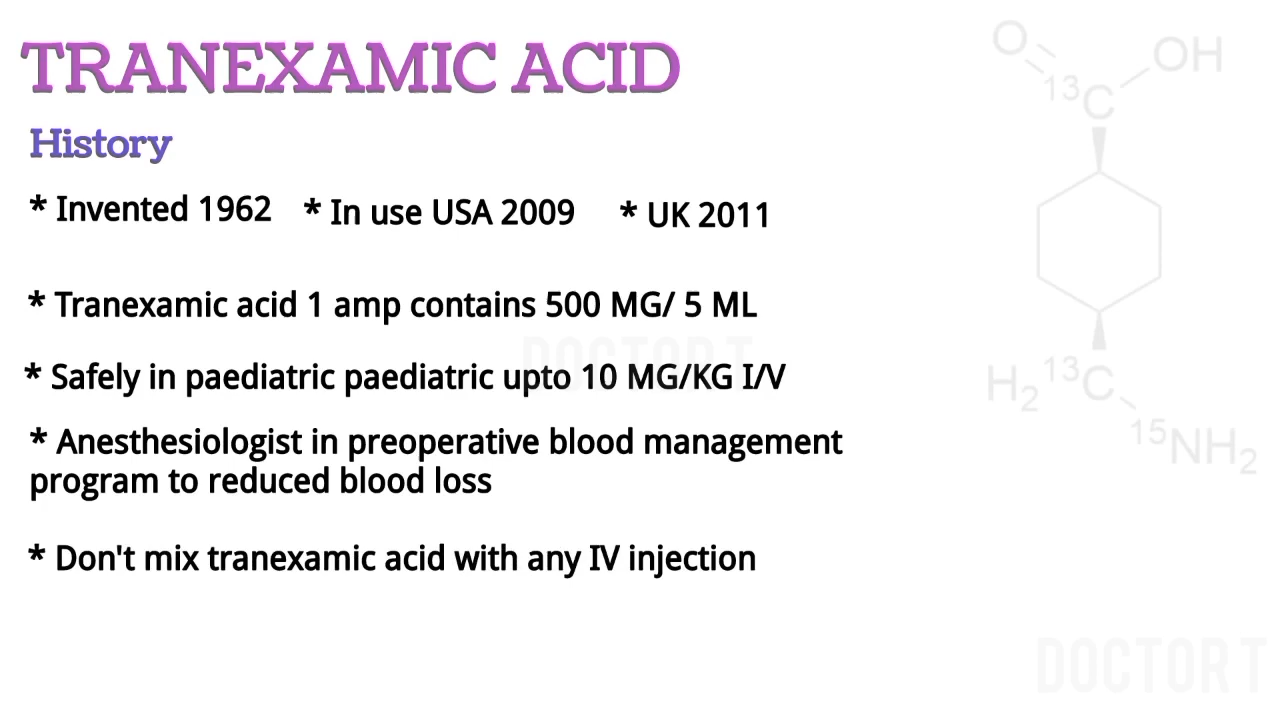 TRANEXAMIC ACID
History
* Invented 1962 * In use USA 2009 * UK 2011
* Tranexamic acid 1 amp contains 500 MG/ 5 ML
* Safely in paediatric paediatric upto 10 MG/KG I/V
* Anesthesiologist in preoperative blood management
program to reduced blood loss
* Don't mix tranexamic acid with any IV injection
O
OH
13C
H2 13C
15NH2
DOCTOR T
DOCTOR T